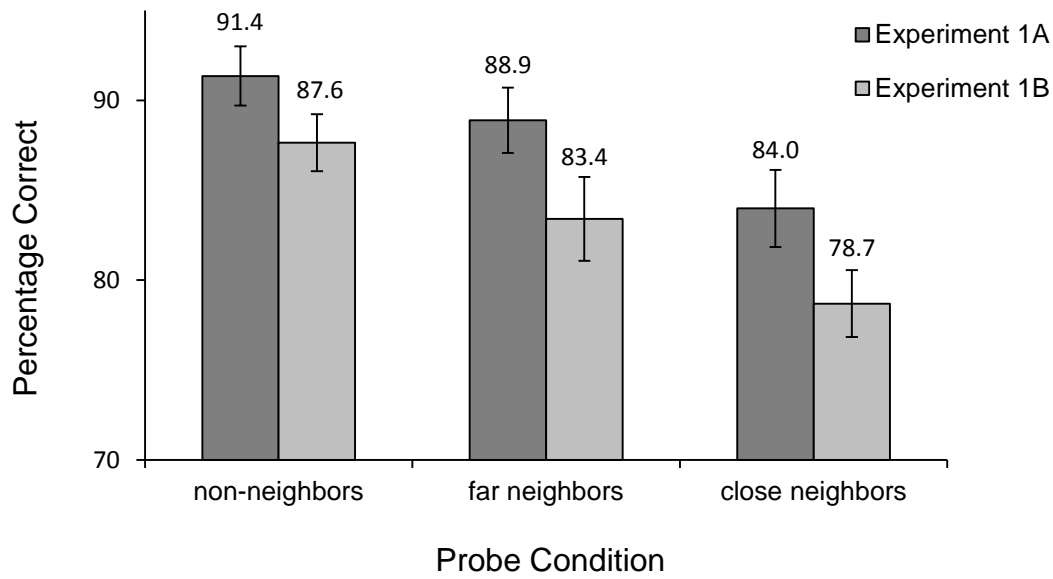 91.4
87.6
88.9
83.4
84.0
78.7
Experiment 1A
Experiment 1B
Percentage Correct
90
80
70
non-neighbors
far neighbors
close neighbors
Probe Condition